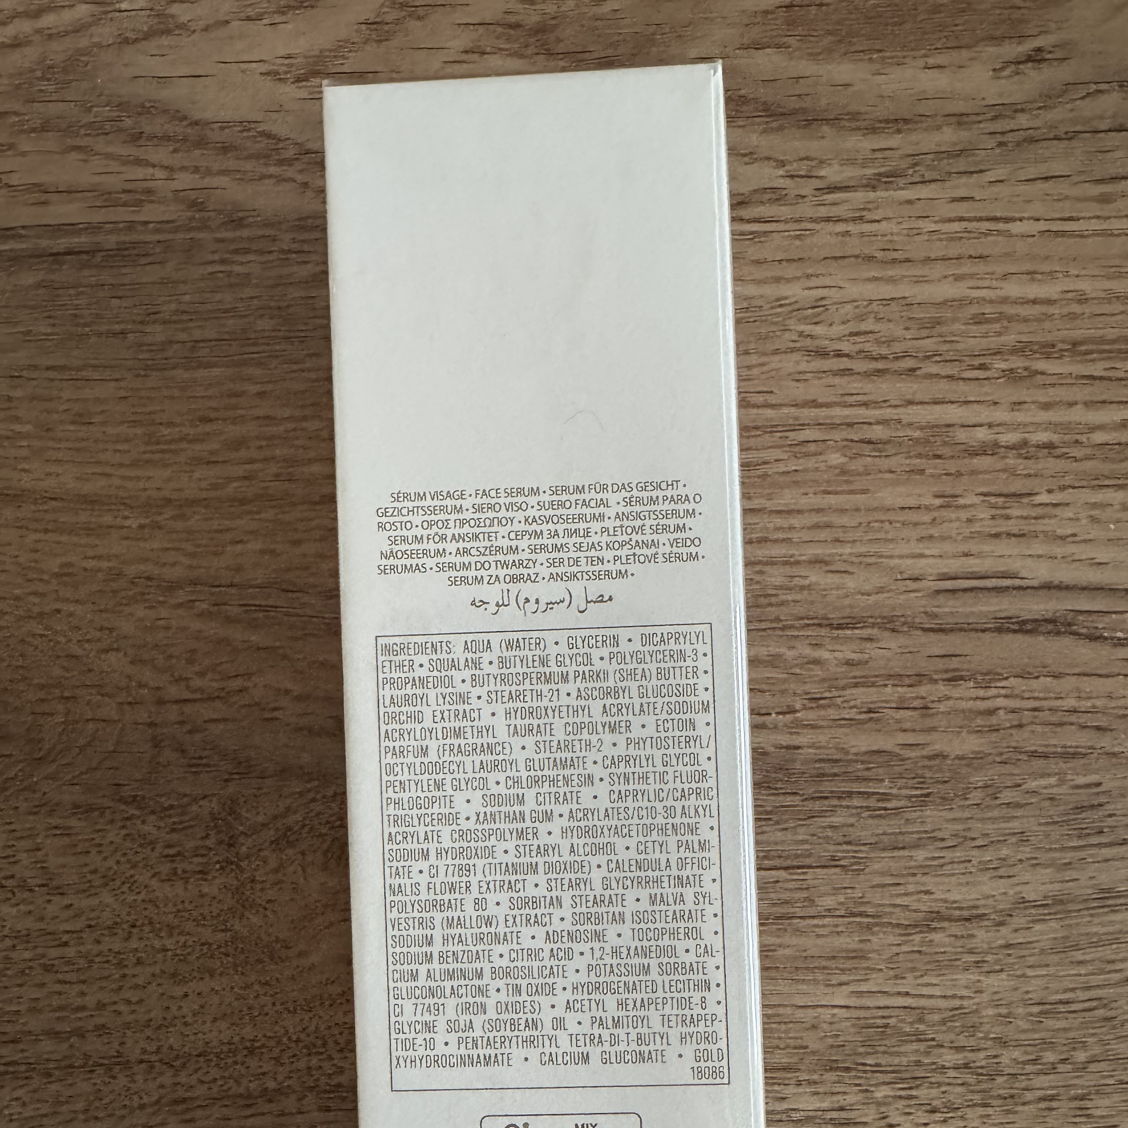 SÉRUM VISAGE • FACE SERUM • SERUM FÜR DAS GESICHT •
GEZICHTSSERUM • SIERO VISO • SUERO FACIAL • SÉRUM PARA O
ROSTO • ΟΡΟΣ ΠΡΟΣΩΠΟΥ • KASVOSEERUMI • ANSIGTSSERUM •
SERUM FÖR ANSIKTET • СЕРУМ ЗА ЛИЦЕ • PLEŤOVÉ SÉRUM •
NÄOSEERUM • ARCSZÉRUM • SERUMS SEJAS KOPŠANAI • VEIDO
SERUMAS • SERUM DO TWARZY • SER DE TEN • PLEŤOVÉ SÉRUM •
SERUM ZA OBRAZ • ANSIKTSSERUM •
مصل (سيروم) للوجه
INGREDIENTS: AQUA (WATER) • GLYCERIN • DICAPRYLYL
ETHER • SQUALANE • BUTYLENE GLYCOL • POLYGLYCERIN-3 •
PROPANEDIOL • BUTYROSPERMUM PARKII (SHEA) BUTTER •
LAUROYL LYSINE • STEARETH-21 • ASCORBYL GLUCOSIDE •
ORCHID EXTRACT • HYDROXYETHYL ACRYLATE/SODIUM
ACRYLOYLDIMETHYL TAURATE COPOLYMER • ECTOIN •
PARFUM (FRAGRANCE) • STEARETH-2 • PHYTOSTERYL/
OCTYLDODECYL LAUROYL GLUTAMATE • CAPRYLYL GLYCOL •
PENTYLENE GLYCOL • CHLORPHENESIN • SYNTHETIC FLUOR-
PHLOGOPITE • SODIUM CITRATE • CAPRYLIC/CAPRIC
TRIGLYCERIDE • XANTHAN GUM • ACRYLATES/C10-30 ALKYL
ACRYLATE CROSSPOLYMER • HYDROXYACETOPHENONE •
SODIUM HYDROXIDE • STEARYL ALCOHOL • CETYL PALMI-
TATE • CI 77891 (TITANIUM DIOXIDE) • CALENDULA OFFICI-
NALIS FLOWER EXTRACT • STEARYL GLYCYRRHETINATE •
POLYSORBATE 80 • SORBITAN STEARATE • MALVA SYL-
VESTRIS (MALLOW) EXTRACT • SORBITAN ISOSTEARATE •
SODIUM HYALURONATE • ADENOSINE • TOCOPHEROL •
SODIUM BENZOATE • CITRIC ACID • 1,2-HEXANEDIOL • CAL-
CIUM ALUMINUM BOROSILICATE • POTASSIUM SORBATE •
GLUCONOLACTONE • TIN OXIDE • HYDROGENATED LECITHIN •
CI 77491 (IRON OXIDES) • ACETYL HEXAPEPTIDE-8 •
GLYCINE SOJA (SOYBEAN) OIL • PALMITOYL TETRAPEP-
TIDE-10 • PENTAERYTHRITYL TETRA-DI-T-BUTYL HYDRO-
XYHYDROCINNAMATE • CALCIUM GLUCONATE • GOLD
18086
MIX